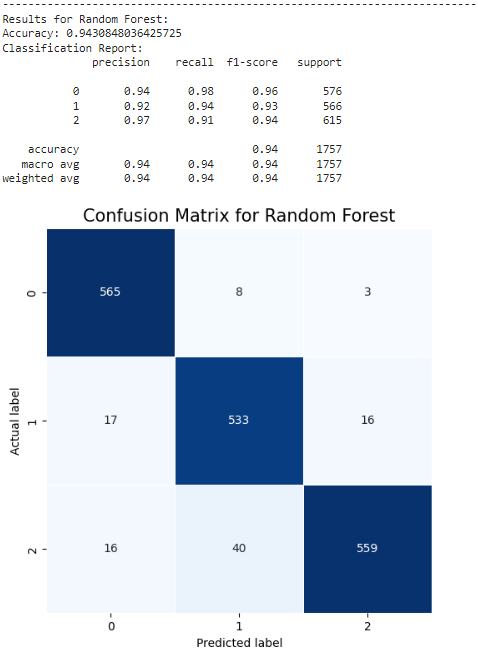 --------------------------------------------------------------------------------
Results for Random Forest:
Accuracy: 0.9430848036425725
Classification Report:
precision recall f1-score support
0 0.94 0.98 0.96 576
1 0.92 0.94 0.93 566
2 0.97 0.91 0.94 615
accuracy 0.94 1757
macro avg 0.94 0.94 0.94 1757
weighted avg 0.94 0.94 0.94 1757
Confusion Matrix for Random Forest
0 565 8 3
Actual label
1 17 533 16
2 16 40 559
0 1 2
Predicted label